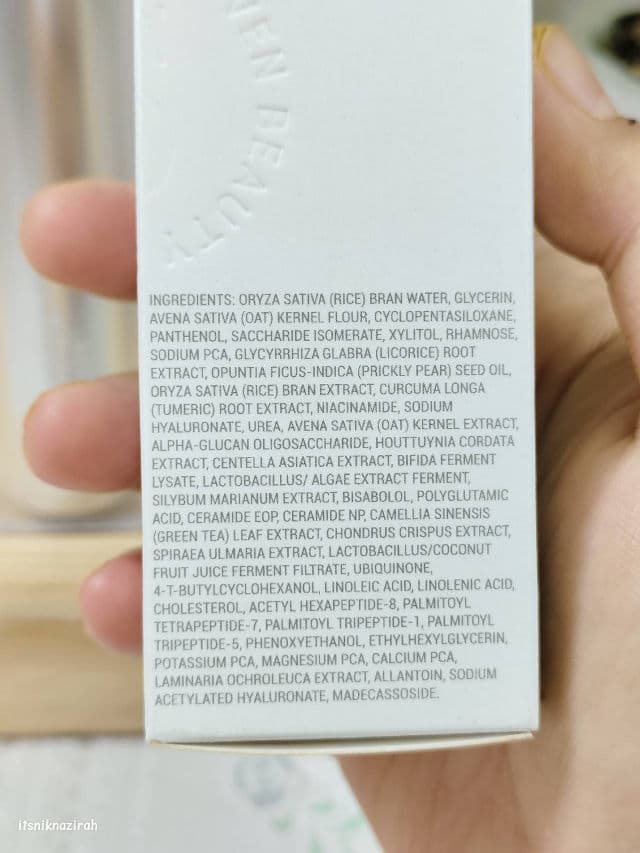 NEN BEAUTY
INGREDIENTS: ORYZA SATIVA (RICE) BRAN WATER, GLYCERIN,
AVENA SATIVA (OAT) KERNEL FLOUR, CYCLOPENTASILOXANE,
PANTHENOL, SACCHARIDE ISOMERATE, XYLITOL, RHAMNOSE,
SODIUM PCA, GLYCYRRHIZA GLABRA (LICORICE) ROOT
EXTRACT, OPUNTIA FICUS-INDICA (PRICKLY PEAR) SEED OIL,
ORYZA SATIVA (RICE) BRAN EXTRACT, CURCUMA LONGA
(TUMERIC) ROOT EXTRACT, NIACINAMIDE, SODIUM
HYALURONATE, UREA, AVENA SATIVA (OAT) KERNEL EXTRACT,
ALPHA-GLUCAN OLIGOSACCHARIDE, HOUTTUYNIA CORDATA
EXTRACT, CENTELLA ASIATICA EXTRACT, BIFIDA FERMENT
LYSATE, LACTOBACILLUS/ ALGAE EXTRACT FERMENT,
SILYBUM MARIANUM EXTRACT, BISABOLOL, POLYGLUTAMIC
ACID, CERAMIDE EOP, CERAMIDE NP, CAMELLIA SINENSIS
(GREEN TEA) LEAF EXTRACT, CHONDRUS CRISPUS EXTRACT,
SPIRAEA ULMARIA EXTRACT, LACTOBACILLUS/COCONUT
FRUIT JUICE FERMENT FILTRATE, UBIQUINONE,
4-T-BUTYLCYCLOHEXANOL, LINOLEIC ACID, LINOLENIC ACID,
CHOLESTEROL, ACETYL HEXAPEPTIDE-8, PALMITOYL
TETRAPEPTIDE-7, PALMITOYL TRIPEPTIDE-1, PALMITOYL
TRIPEPTIDE-5, PHENOXYETHANOL, ETHYLHEXYLGLYCERIN,
POTASSIUM PCA, MAGNESIUM PCA, CALCIUM PCA,
LAMINARIA OCHROLEUCA EXTRACT, ALLANTOIN, SODIUM
ACETYLATED HYALURONATE, MADECASSOSIDE.
itsniknazirah